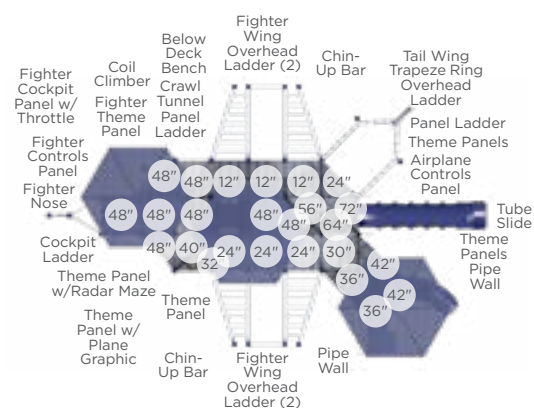 Fighter
Wing
Overhead
Ladder (2)
Below
Deck
Bench
Crawl
Tunnel
Panel
Ladder
Chin-
Up Bar
Tail Wing
Trapeze Ring
Overhead
Ladder
Coil
Climber
Fighter
Theme
Panel
Fighter
Cockpit
Panel w/
Throttle
Panel Ladder
Theme Panels
Airplane
Controls
Panel
Fighter
Controls
Panel
Fighter
Nose
48" 48" 12" 12" 12" 24"
48" 48" 48" 48" 56" 72"
48" 64"
48" 40" 32" 24" 24" 24" 30"
36" 42"
42"
36"
Tube
Slide
Theme
Panels
Pipe
Wall
Cockpit
Ladder
Theme Panel
w/Radar Maze
Theme
Panel
Theme
Panel w/
Plane
Graphic
Chin-
Up Bar
Fighter
Wing
Overhead
Ladder (2)
Pipe
Wall